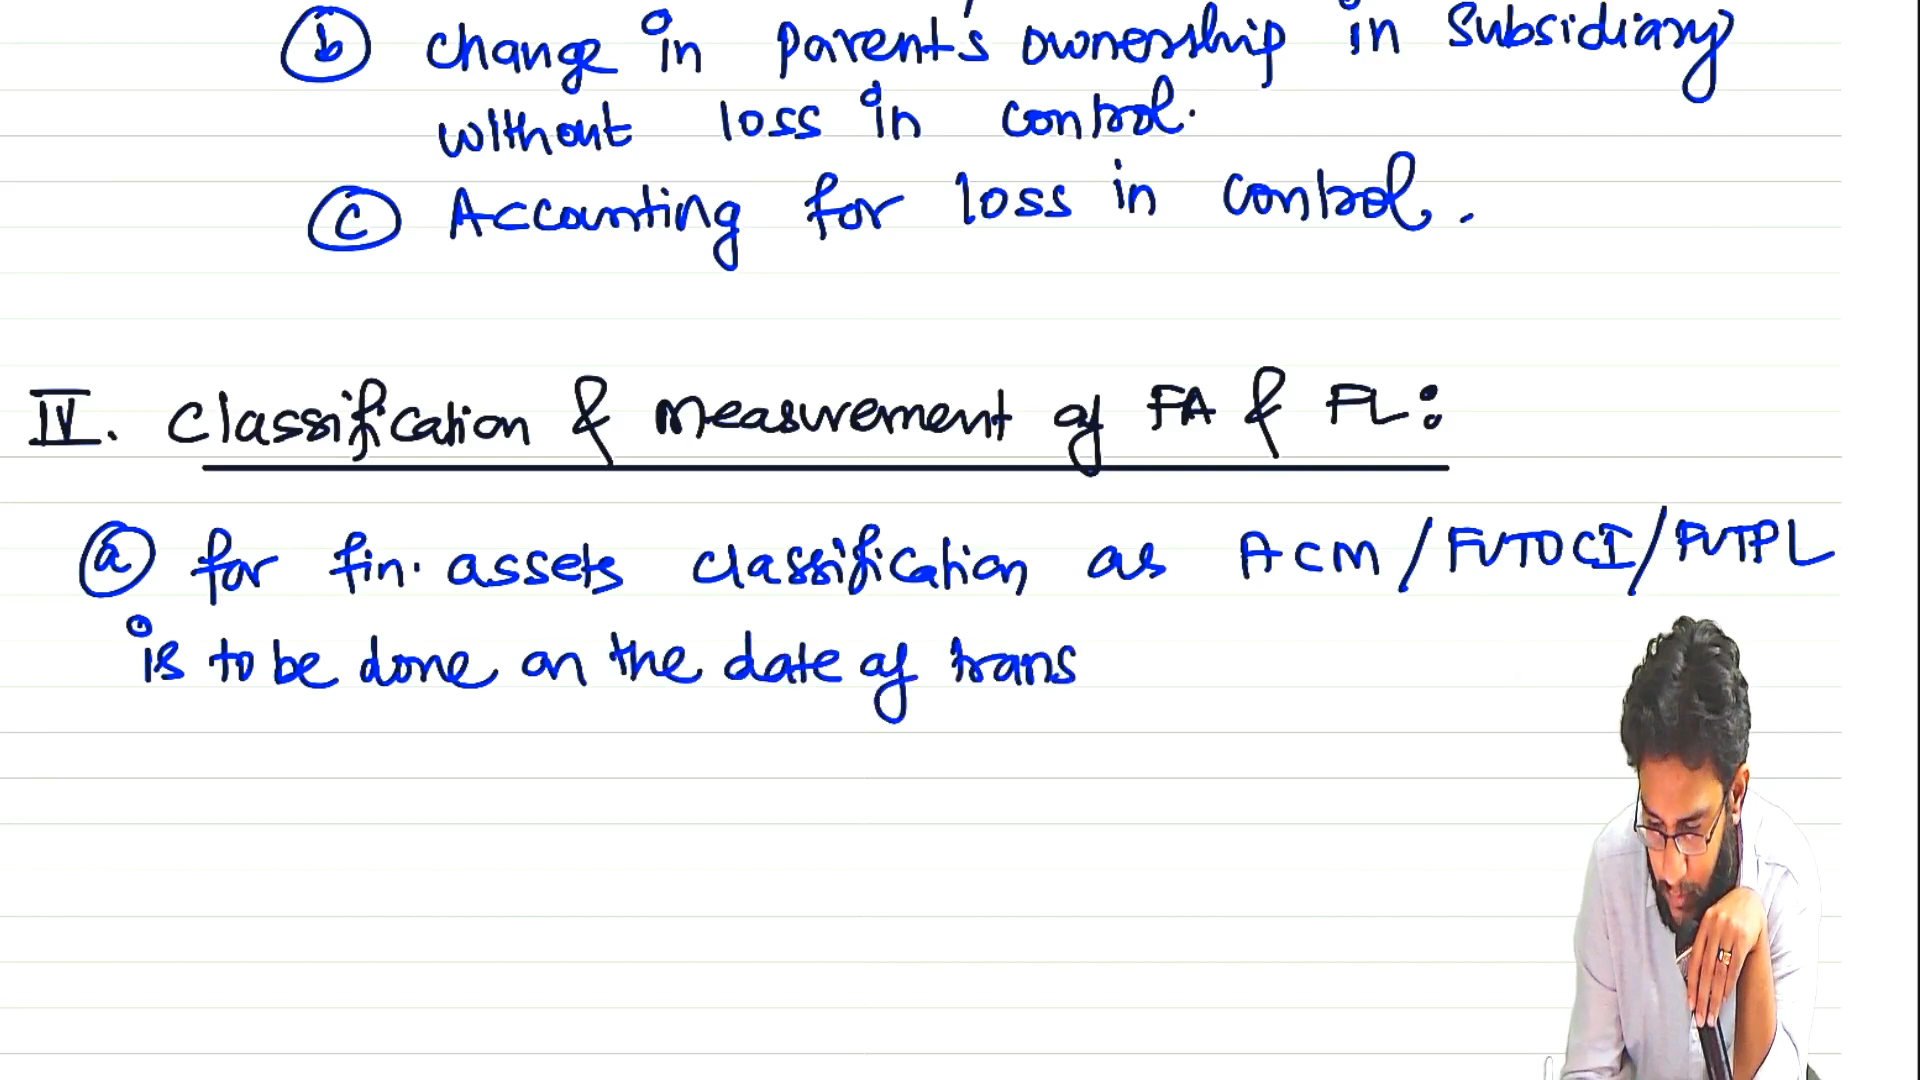 (b) change in parent's ownership in subsidiary
without loss in control.
(c) Accounting for loss in control.
IV. Classification & measurement of FA & FL:
(a) for fin. assets classification as ACM/FVTOCI/FVTPL
is to be done on the date of trans